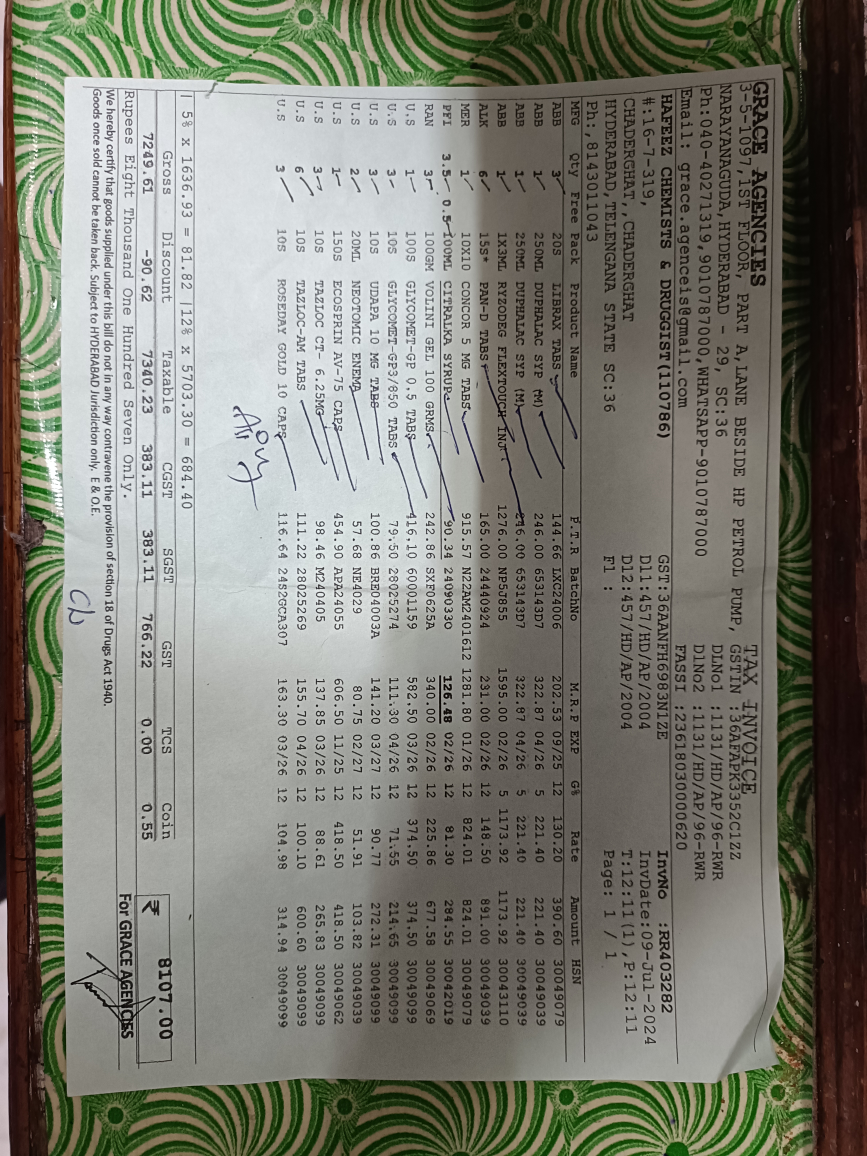 GRACE AGENCIES
3-5-1097,1ST FLOOR, PART A,LANE BESIDE HP PETROL PUMP,
NARAYANAGUDA,HYDERABAD - 29, SC:36
Ph:040-40271319,9010787000,WHATSAPP-9010787000
Email: grace.agenceis@gmail.com
TAX INVOICE
GSTIN :36AFAPK3352C1ZZ
DlNo1 :1131/HD/AP/96-RWR
DlNo2 :1131/HD/AP/96-RWR
FASSI :23618030000620
HAFEEZ CHEMISTS & DRUGGIST(110786)
#:16-7-319,
CHADERGHAT,,CHADERGHAT
HYDERABAD,TELENGANA STATE SC:36
Ph:,8143011043
GST:36AANFH6983N1ZE
D11:457/HD/AP/2004
D12:457/HD/AP/2004
F1 :
InvNo :RR403282
InvDate:09-Jul-2024
T:12:11(1),P:12:11
Page: 1 / 1
MFG Qty Free Pack Product Name P.T.R BatchNo M.R.P EXP G% Rate Amount HSN
ABB 3 20S LIBRAX TABS 144.66 LXC24006 202.53 09/25 12 130.20 390.60 30049079
ABB 1 250ML DUPHALAC SYP (M) 246.00 653143D7 322.87 04/26 5 221.40 221.40 30049039
ABB 1 250ML DUPHALAC SYP (M) 246.00 653143D7 322.87 04/26 5 221.40 221.40 30049039
ABB 1 1X3ML RYZODEG FLEXTOUCH INJ 1276.00 NP5J855 1595.00 02/26 5 1173.92 1173.92 30043110
ALK 6 15S* PAN-D TABS 165.00 24440924 231.00 02/26 12 148.50 891.00 30049039
MER 1 10X10 CONCOR 5 MG TABS 915.57 N22AM2401612 1281.80 01/26 12 824.01 824.01 30049079
PFI 3.5 0.5 100ML CITRALKA SYRUP 90.34 24090330 126.48 02/26 12 81.30 284.55 30042019
RAN 3 100GM VOLINI GEL 100 GRMS 242.86 SXF0625A 340.00 02/26 12 225.86 677.58 30049069
U.S 1 100S GLYCOMET-GP 0.5 TABS 416.10 60001159 582.50 03/26 12 374.50 374.50 30049099
U.S 3 10S GLYCOMET-GP3/850 TABS 79.50 28025274 111.30 04/26 12 71.55 214.65 30049099
U.S 3 10S UDAPA 10 MG TABS 100.86 BRE04003A 141.20 03/27 12 90.77 272.31 30049099
U.S 2 20ML NEOTOMIC ENEMA 57.68 NE4029 80.75 02/27 12 51.91 103.82 30049039
U.S 1 150S ECOSPRIN AV-75 CAPS 454.90 APA24055 606.50 11/25 12 418.50 418.50 30049062
U.S 3 10S TAZLOC CT- 6.25MG 98.46 M240405 137.85 03/26 12 88.61 265.83 30049099
U.S 6 10S TAZLOC-AM TABS 111.22 28025269 155.70 04/26 12 100.10 600.60 30049099
U.S 3 10S ROSEDAY GOLD 10 CAPS 116.64 24S2GCA307 163.30 03/26 12 104.98 314.94 30049099
| 5% x 1636.93 = 81.82 |12% x 5703.30 = 684.40
Gross Discount Taxable CGST SGST GST TCS Coin
7249.61 -90.62 7340.23 383.11 383.11 766.22 0.00 0.55
₹ 8107.00
Rupees Eight Thousand One Hundred Seven Only.
For GRACE AGENCIES
We hereby certify that goods supplied under this bill do not in any way contravene the provision of section 18 of Drugs Act 1940.
Goods once sold cannot be taken back. Subject to HYDERABAD Jurisdiction only. E & O.E.